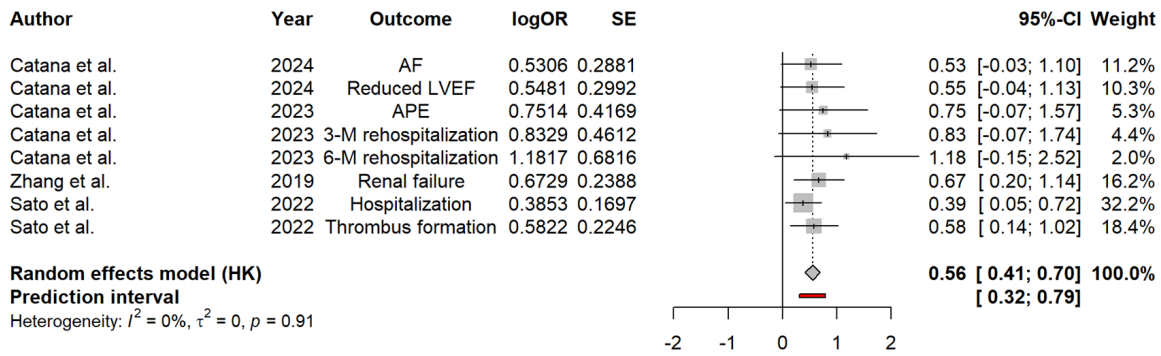 Author Year Outcome logOR SE 95%-CI Weight
Catana et al. 2024 AF 0.5306 0.2881 0.53 [-0.03; 1.10] 11.2%
Catana et al. 2024 Reduced LVEF 0.5481 0.2992 0.55 [-0.04; 1.13] 10.3%
Catana et al. 2023 APE 0.7514 0.4169 0.75 [-0.07; 1.57] 5.3%
Catana et al. 2023 3-M rehospitalization 0.8329 0.4612 0.83 [-0.07; 1.74] 4.4%
Catana et al. 2023 6-M rehospitalization 1.1817 0.6816 1.18 [-0.15; 2.52] 2.0%
Zhang et al. 2019 Renal failure 0.6729 0.2388 0.67 [ 0.20; 1.14] 16.2%
Sato et al. 2022 Hospitalization 0.3853 0.1697 0.39 [ 0.05; 0.72] 32.2%
Sato et al. 2022 Thrombus formation 0.5822 0.2246 0.58 [ 0.14; 1.02] 18.4%
Random effects model (HK) 0.56 [ 0.41; 0.70] 100.0%
Prediction interval [ 0.32; 0.79]
Heterogeneity: I² = 0%, τ² = 0, p = 0.91
-2 -1 0 1 2